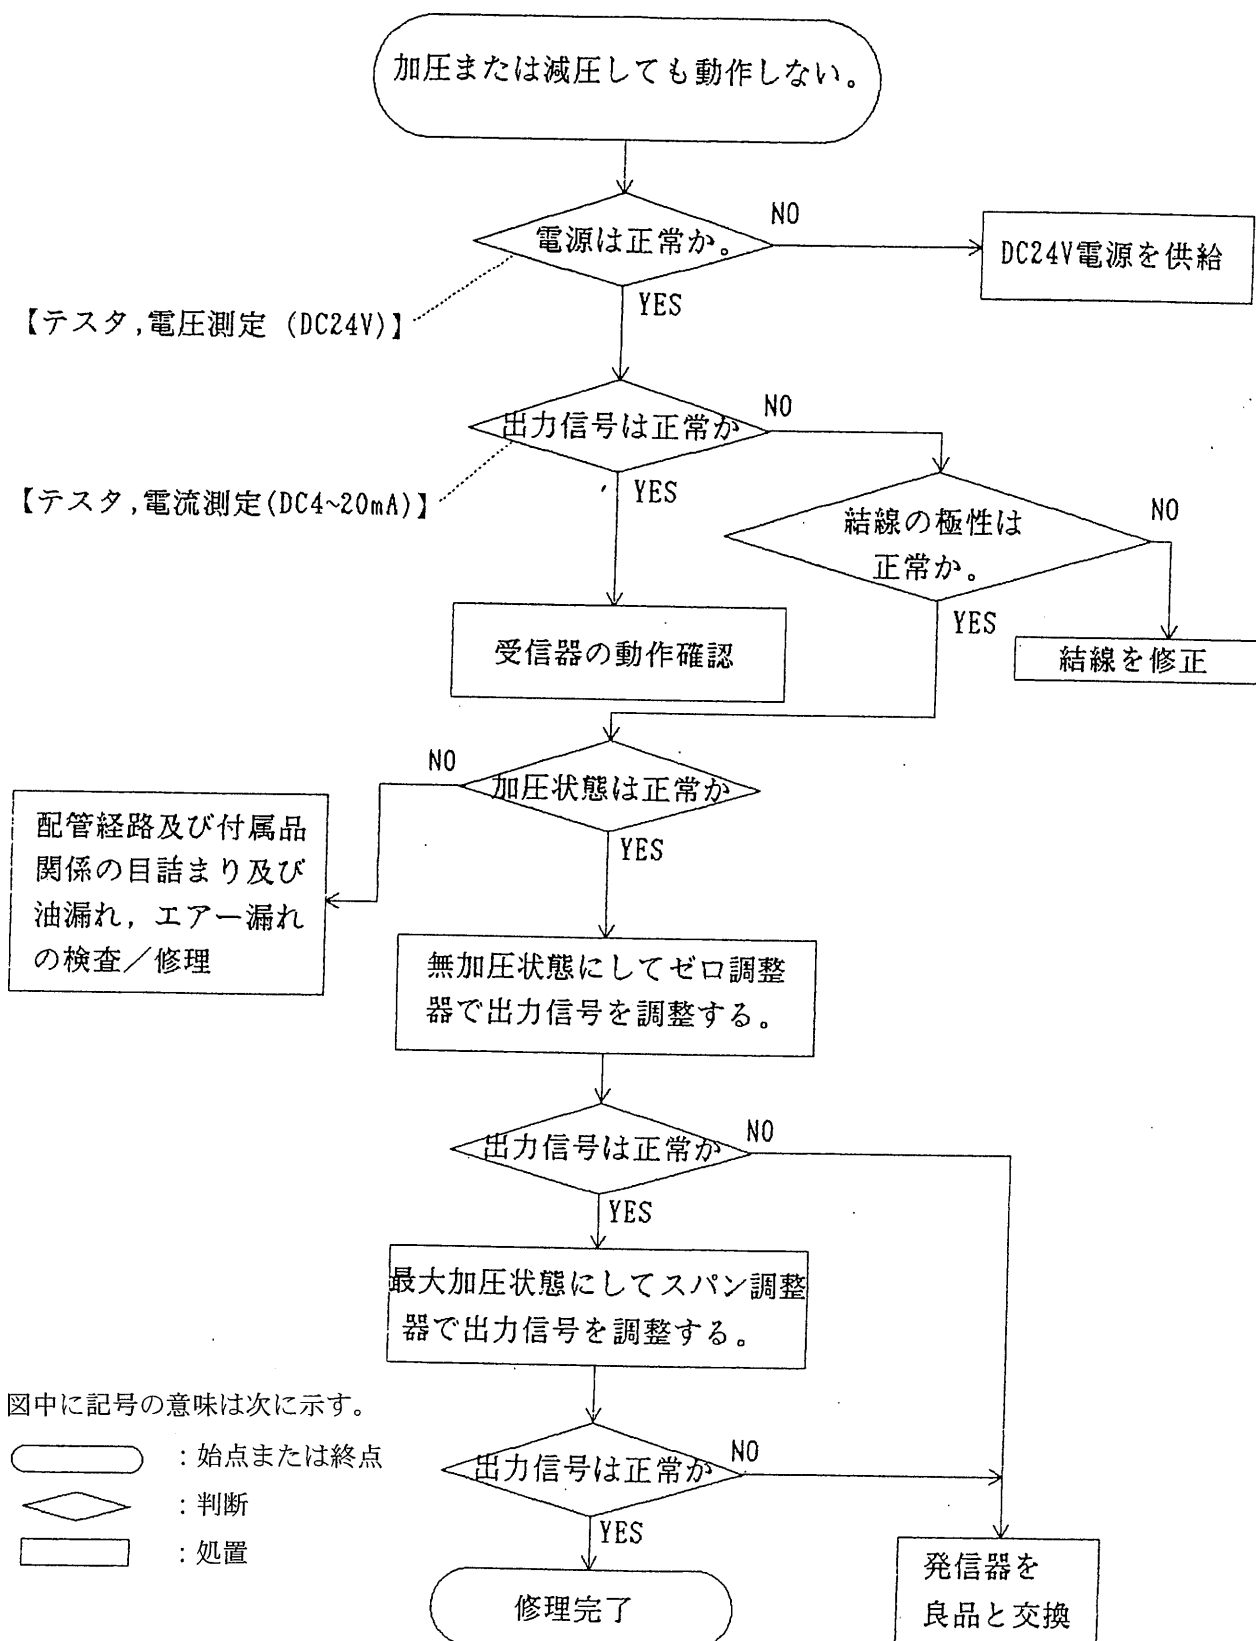 加圧または減圧しても動作しない。
電源は正常か。
NO
DC24V電源を供給
YES
【テスタ,電圧測定 (DC24V)】
出力信号は正常か
NO
【テスタ,電流測定(DC4~20mA)】
YES
結線の極性は
正常か。
NO
YES
受信器の動作確認
結線を修正
加圧状態は正常か
NO
YES
配管経路及び付属品
関係の目詰まり及び
油漏れ, エアー漏れ
の検査／修理
無加圧状態にしてゼロ調整
器で出力信号を調整する。
出力信号は正常か
NO
YES
最大加圧状態にしてスパン調整
器で出力信号を調整する。
図中に記号の意味は次に示す。
：始点または終点
：判断
：処置
出力信号は正常か
NO
YES
修理完了
発信器を
良品と交換